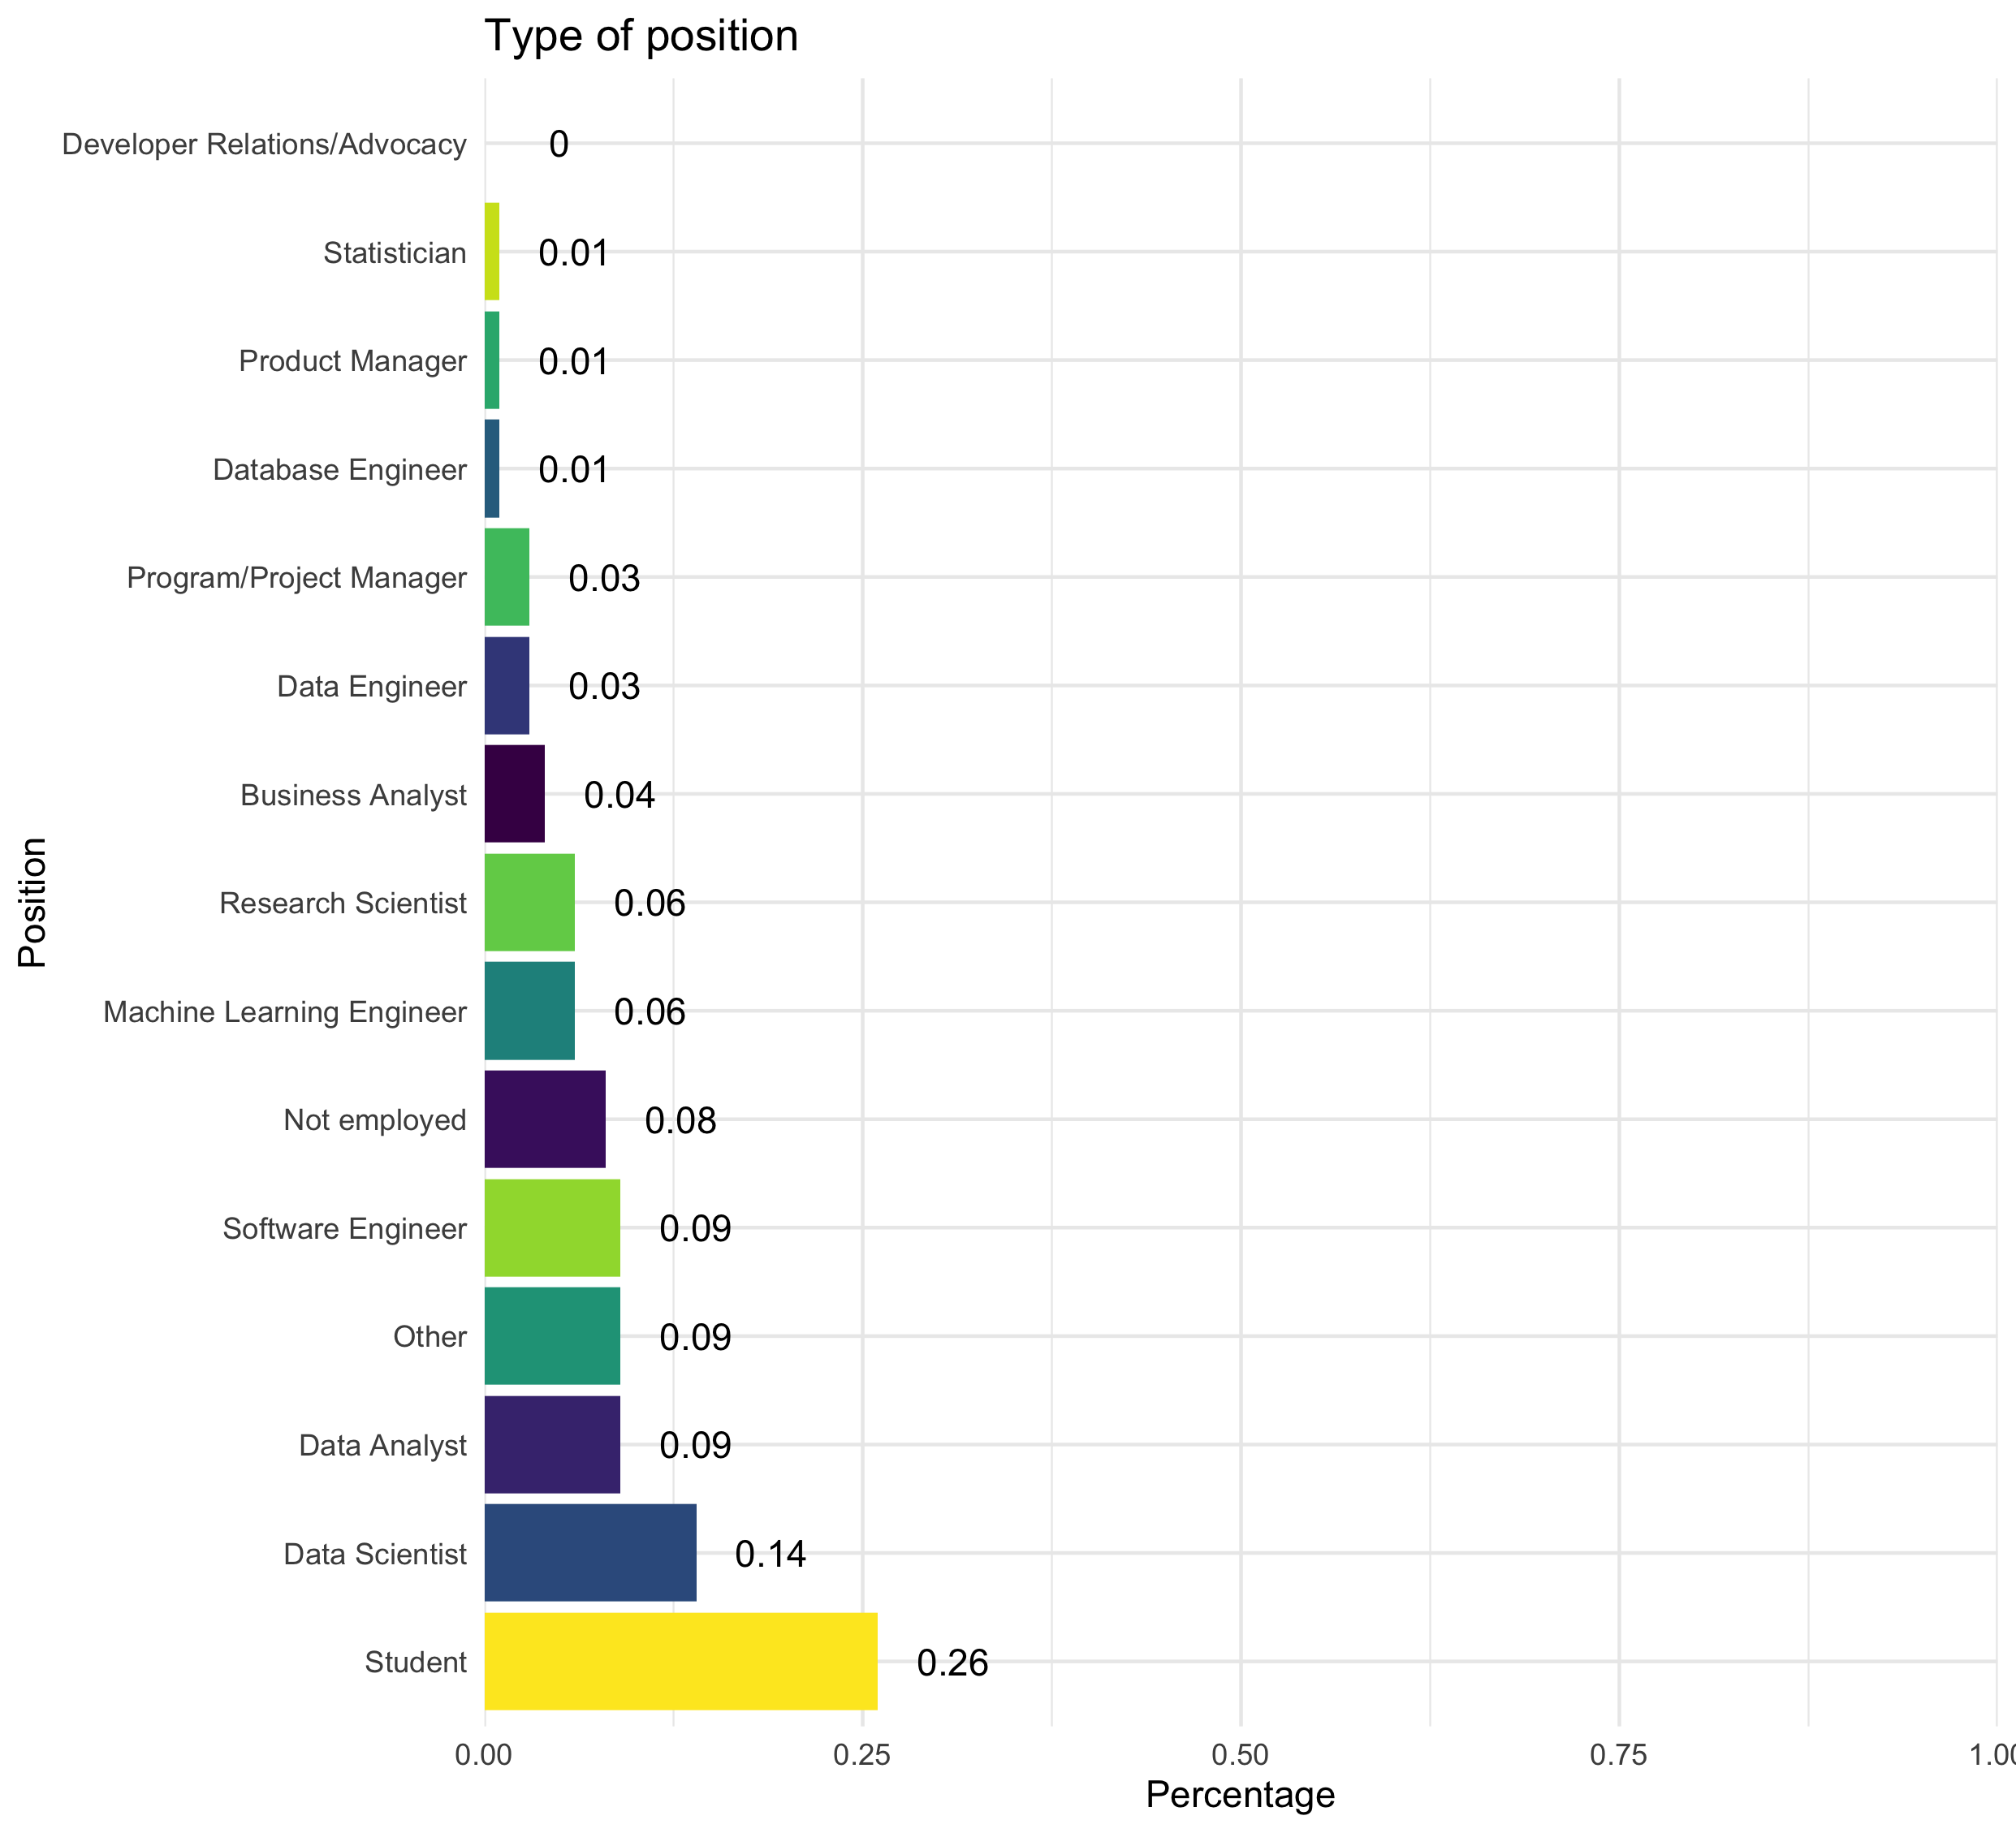 Type of position
Developer Relations/Advocacy 0
Statistician 0.01
Product Manager 0.01
Database Engineer 0.01
Program/Project Manager 0.03
Data Engineer 0.03
Business Analyst 0.04
Research Scientist 0.06
Machine Learning Engineer 0.06
Not employed 0.08
Software Engineer 0.09
Other 0.09
Data Analyst 0.09
Data Scientist 0.14
Student 0.26
Position
0.00 0.25 0.50 0.75 1.00
Percentage